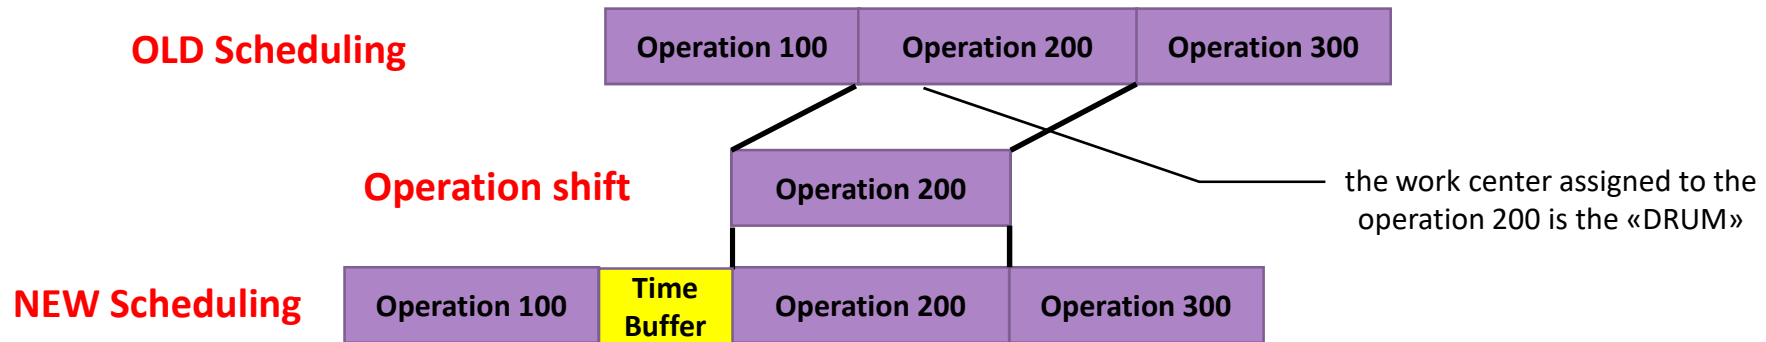 OLD Scheduling
Operation 100
Operation 200
Operation 300
Operation shift
Operation 200
the work center assigned to the
operation 200 is the «DRUM»
NEW Scheduling
Operation 100
Time
Buffer
Operation 200
Operation 300